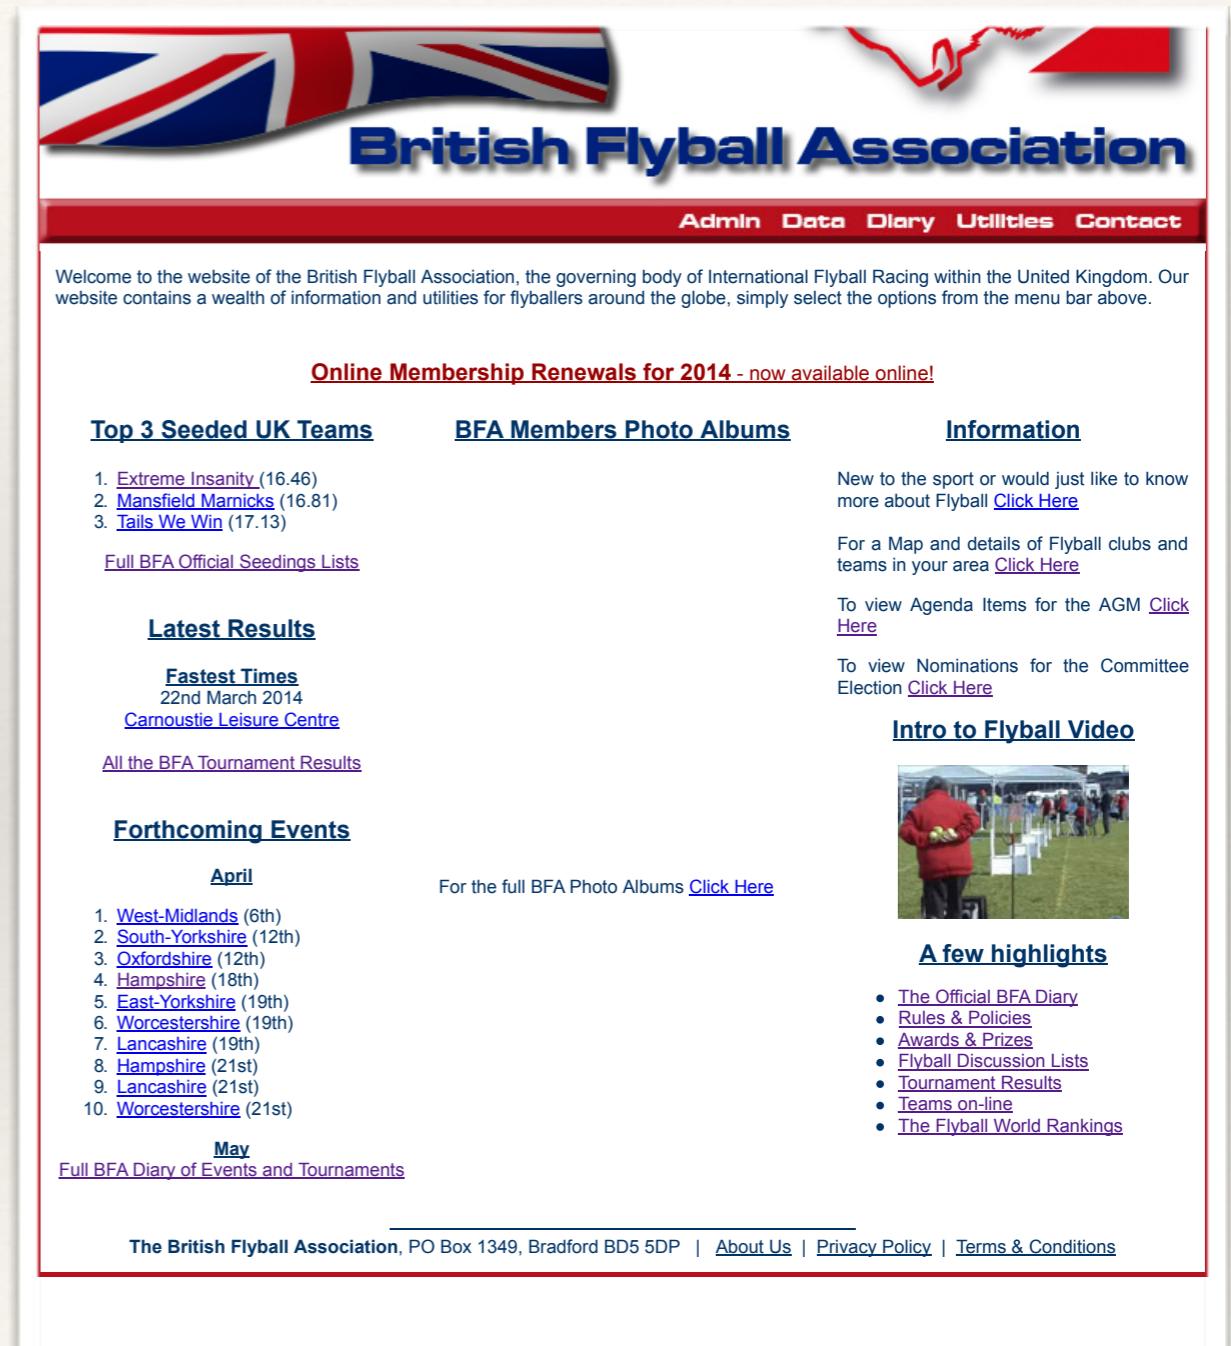 British Flyball Association
Admin Data Diary Utilities Contact
Welcome to the website of the British Flyball Association, the governing body of International Flyball Racing within the United Kingdom. Our
website contains a wealth of information and utilities for flyballers around the globe, simply select the options from the menu bar above.
Online Membership Renewals for 2014 - now available online!
Top 3 Seeded UK Teams
1. Extreme Insanity (16.46)
2. Mansfield Marnicks (16.81)
3. Tails We Win (17.13)
Full BFA Official Seedings Lists
Latest Results
Fastest Times
22nd March 2014
Carnoustie Leisure Centre
All the BFA Tournament Results
Forthcoming Events
April
1. West-Midlands (6th)
2. South-Yorkshire (12th)
3. Oxfordshire (12th)
4. Hampshire (18th)
5. East-Yorkshire (19th)
6. Worcestershire (19th)
7. Lancashire (19th)
8. Hampshire (21st)
9. Lancashire (21st)
10. Worcestershire (21st)
May
Full BFA Diary of Events and Tournaments
BFA Members Photo Albums
For the full BFA Photo Albums Click Here
Information
New to the sport or would just like to know
more about Flyball Click Here
For a Map and details of Flyball clubs and
teams in your area Click Here
To view Agenda Items for the AGM Click
Here
To view Nominations for the Committee
Election Click Here
Intro to Flyball Video
A few highlights
● The Official BFA Diary
● Rules & Policies
● Awards & Prizes
● Flyball Discussion Lists
● Tournament Results
● Teams on-line
● The Flyball World Rankings
The British Flyball Association, PO Box 1349, Bradford BD5 5DP | About Us | Privacy Policy | Terms & Conditions